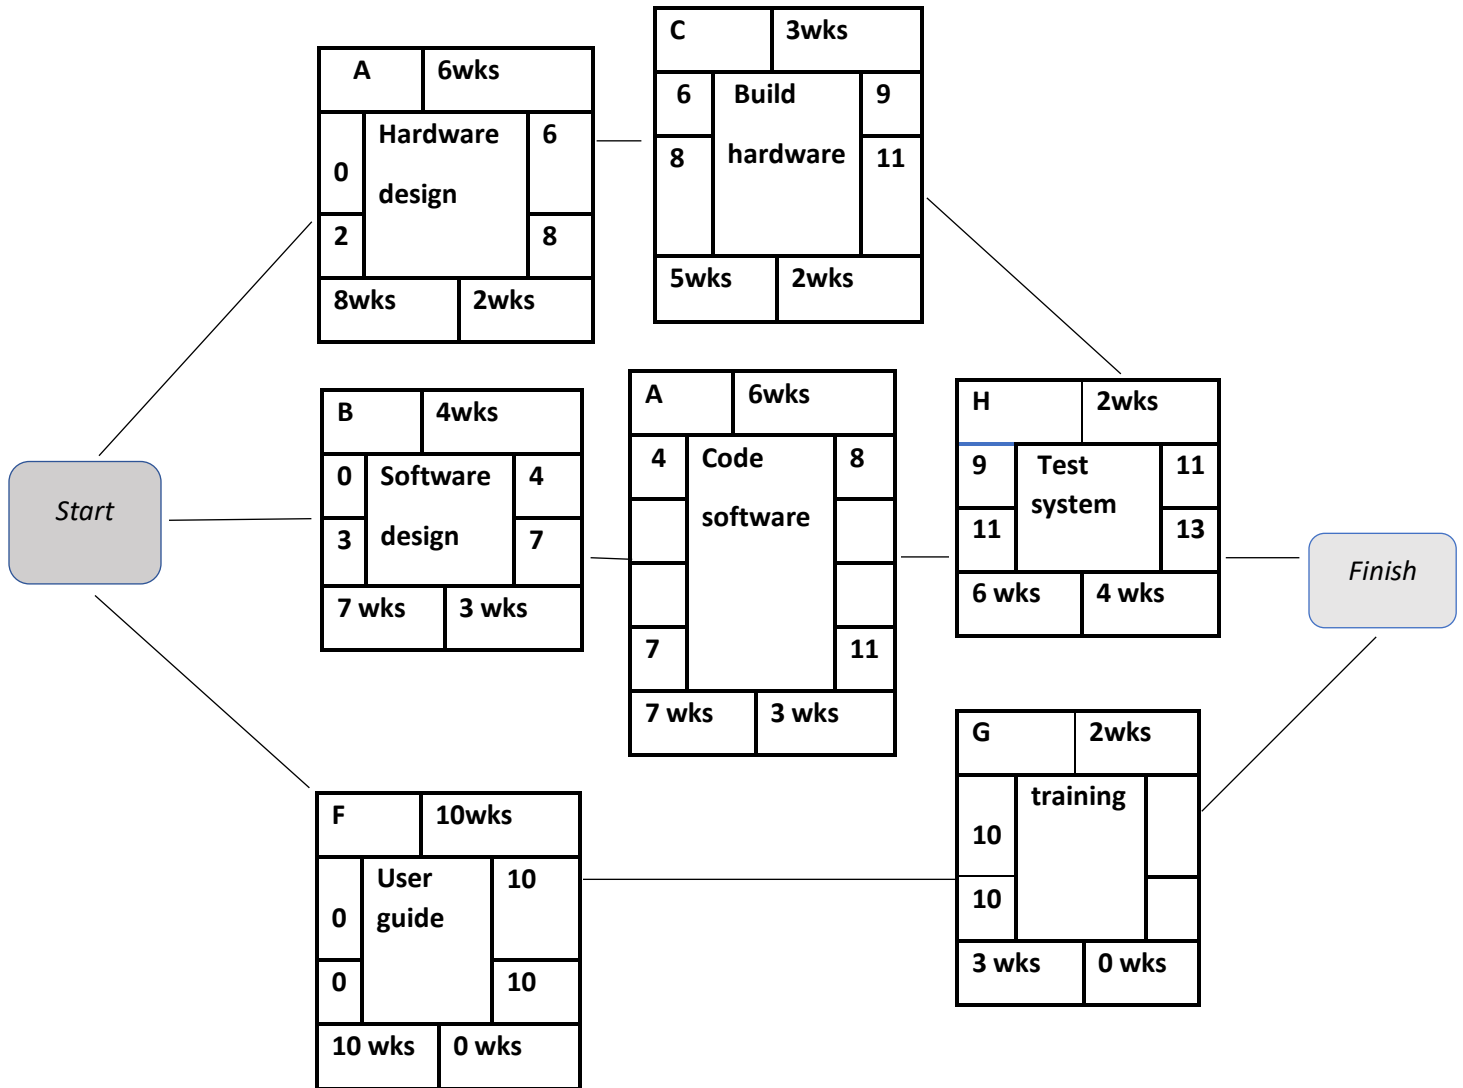 Start
A 6wks
Hardware
design
0 6
2 8
8wks 2wks
C 3wks
Build
hardware
6 9
8 11
5wks 2wks
B 4wks
Software
design
0 4
3 7
7 wks 3 wks
A 6wks
Code
software
4 8
7 11
7 wks 3 wks
H 2wks
Test
system
9 11
11 13
6 wks 4 wks
F 10wks
User
guide
0 10
0 10
10 wks 0 wks
G 2wks
training
10
10
3 wks 0 wks
Finish